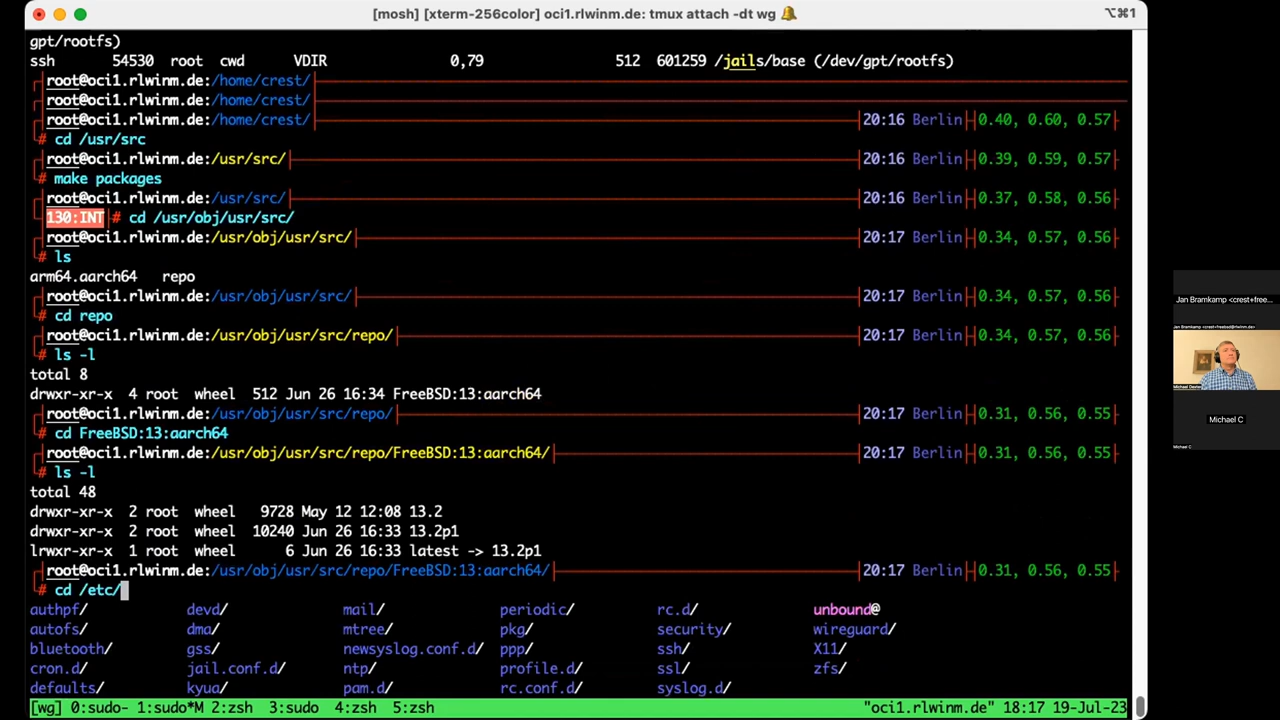 [mosh] [xterm-256color] oci1.rlwinm.de: tmux attach -dt wg 🔔
⌥⌘1
gpt/rootfs)
ssh 54530 root cwd VDIR 0,79 512 601259 /jails/base (/dev/gpt/rootfs)
root@oci1.rlwinm.de:/home/crest/
root@oci1.rlwinm.de:/home/crest/
root@oci1.rlwinm.de:/home/crest/ 20:16 Berlin 0.40, 0.60, 0.57
# cd /usr/src
root@oci1.rlwinm.de:/usr/src/ 20:16 Berlin 0.39, 0.59, 0.57
# make packages
root@oci1.rlwinm.de:/usr/src/ 20:16 Berlin 0.37, 0.58, 0.56
130:INT # cd /usr/obj/usr/src/
root@oci1.rlwinm.de:/usr/obj/usr/src/ 20:17 Berlin 0.34, 0.57, 0.56
# ls
arm64.aarch64 repo
root@oci1.rlwinm.de:/usr/obj/usr/src/ 20:17 Berlin 0.34, 0.57, 0.56
# cd repo
root@oci1.rlwinm.de:/usr/obj/usr/src/repo/ 20:17 Berlin 0.34, 0.57, 0.56
# ls -l
total 8
drwxr-xr-x 4 root wheel 512 Jun 26 16:34 FreeBSD:13:aarch64
root@oci1.rlwinm.de:/usr/obj/usr/src/repo/ 20:17 Berlin 0.31, 0.56, 0.55
# cd FreeBSD:13:aarch64
root@oci1.rlwinm.de:/usr/obj/usr/src/repo/FreeBSD:13:aarch64/ 20:17 Berlin 0.31, 0.56, 0.55
# ls -l
total 48
drwxr-xr-x 2 root wheel 9728 May 12 12:08 13.2
drwxr-xr-x 2 root wheel 10240 Jun 26 16:33 13.2p1
lrwxr-xr-x 1 root wheel 6 Jun 26 16:33 latest -> 13.2p1
root@oci1.rlwinm.de:/usr/obj/usr/src/repo/FreeBSD:13:aarch64/ 20:17 Berlin 0.31, 0.56, 0.55
# cd /etc/
authpf/ devd/ mail/ periodic/ rc.d/ unbound@
autofs/ dma/ mtree/ pkg/ security/ wireguard/
bluetooth/ gss/ newsyslog.conf.d/ ppp/ ssh/ X11/
cron.d/ jail.conf.d/ ntp/ profile.d/ ssl/ zfs/
defaults/ kyua/ pam.d/ rc.conf.d/ syslog.d/
[wg] 0:sudo- 1:sudo*M 2:zsh 3:sudo 4:zsh 5:zsh "oci1.rlwinm.de" 18:17 19-Jul-23
Jan Bramkamp <crest+free...
Jan Bramkamp <crest+freebsd@rlwinm.de>
Michael Dexter
Michael C
Michael C